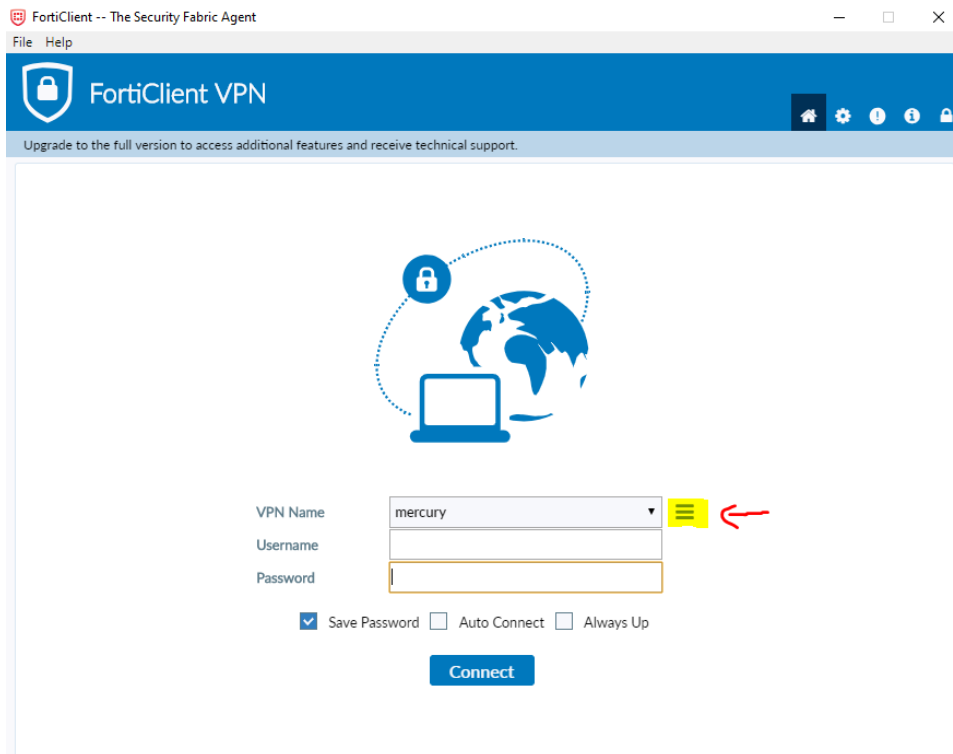 FortiClient -- The Security Fabric Agent
File Help
FortiClient VPN
Upgrade to the full version to access additional features and receive technical support.
VPN Name mercury
Username
Password
Save Password Auto Connect Always Up
Connect